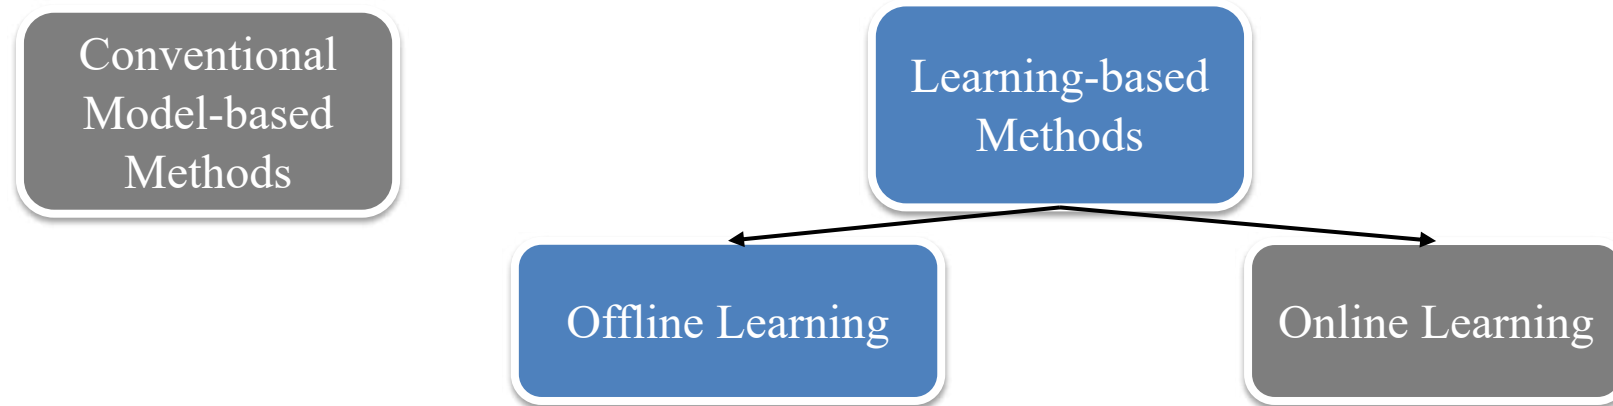 Conventional
Model-based
Methods
Learning-based
Methods
Offline Learning
Online Learning